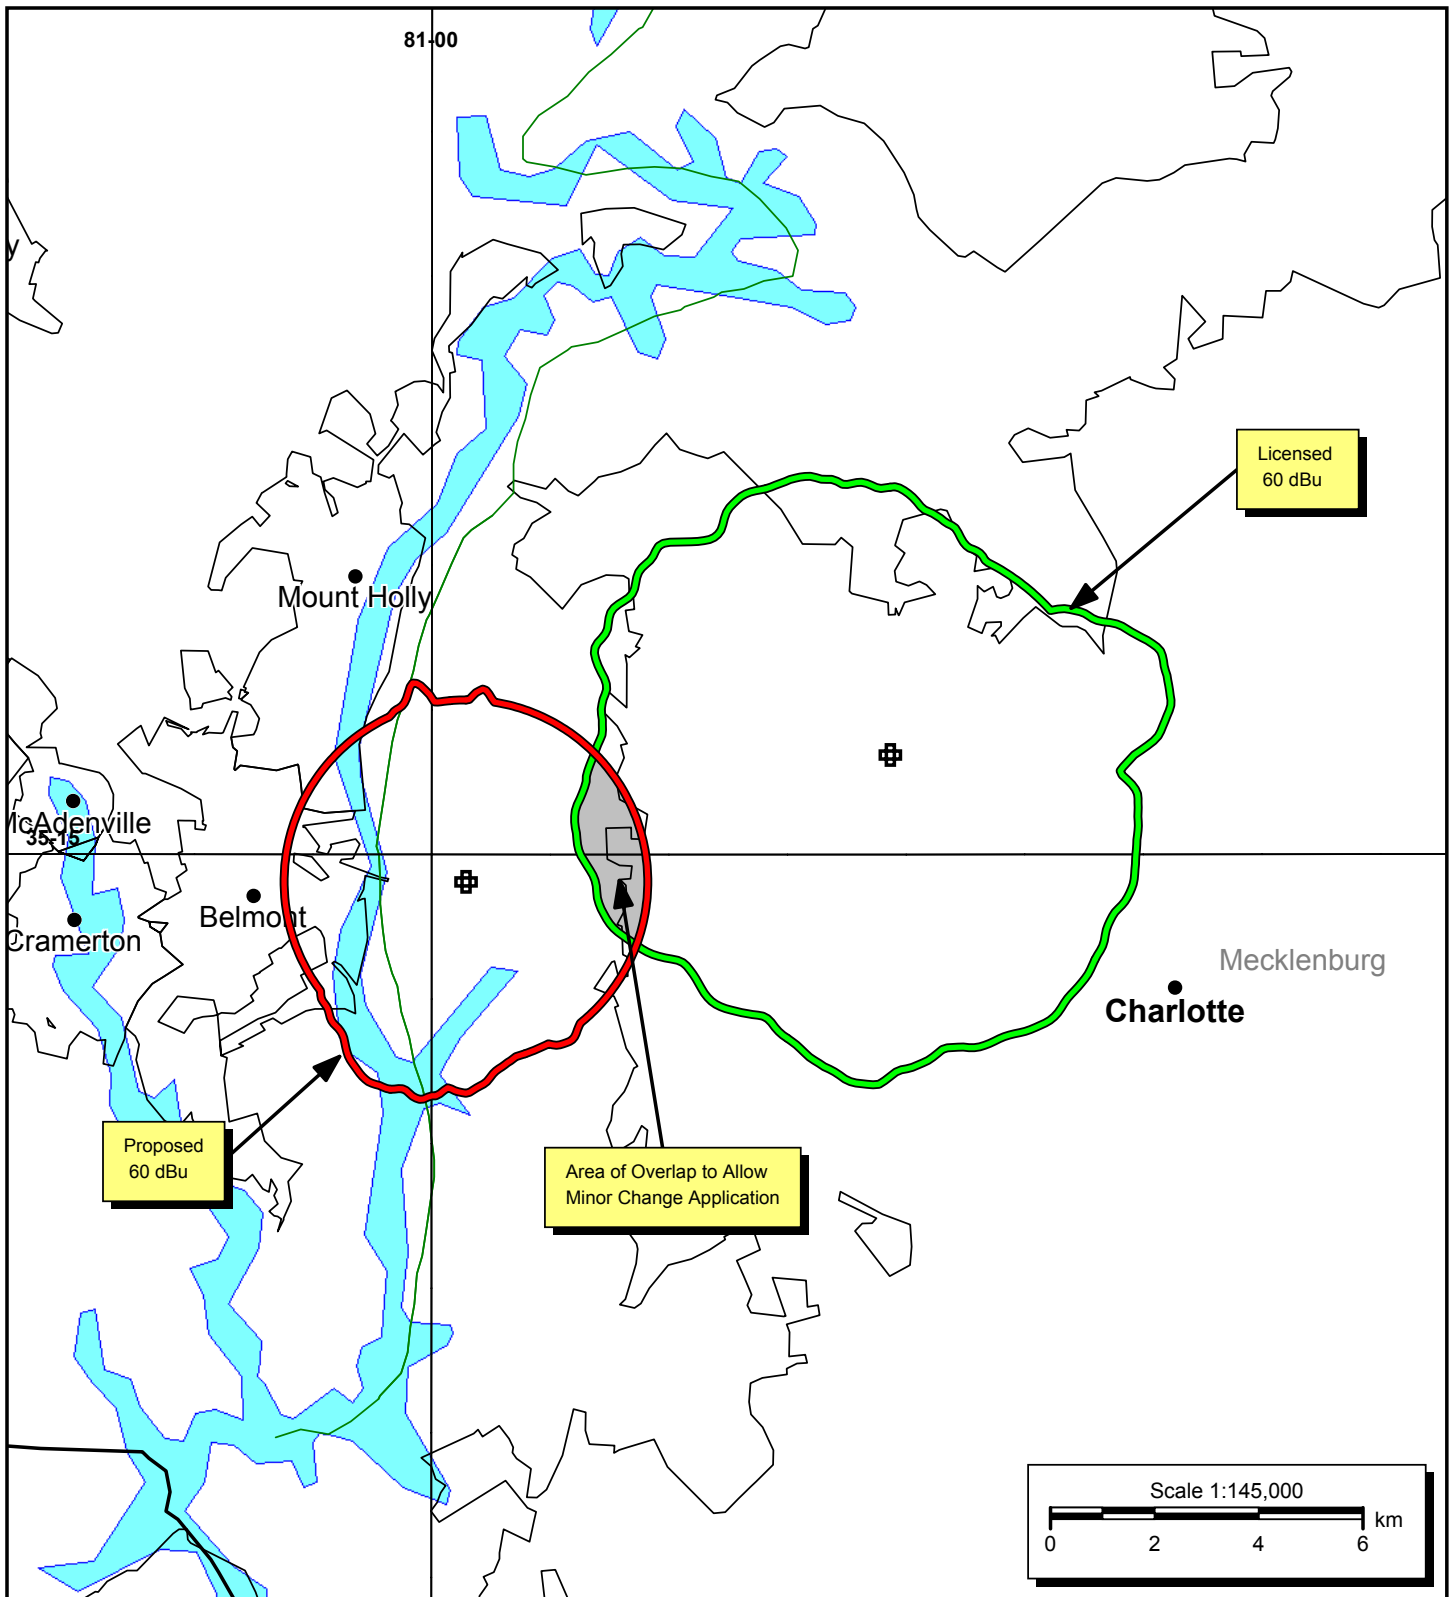 81-00
y
Licensed
60 dBu
Mount Holly
McAdenville
35-15
Belmont
Cramerton
Mecklenburg
Charlotte
Proposed
60 dBu
Area of Overlap to Allow
Minor Change Application
Scale 1:145,000
km
0 2 4 6